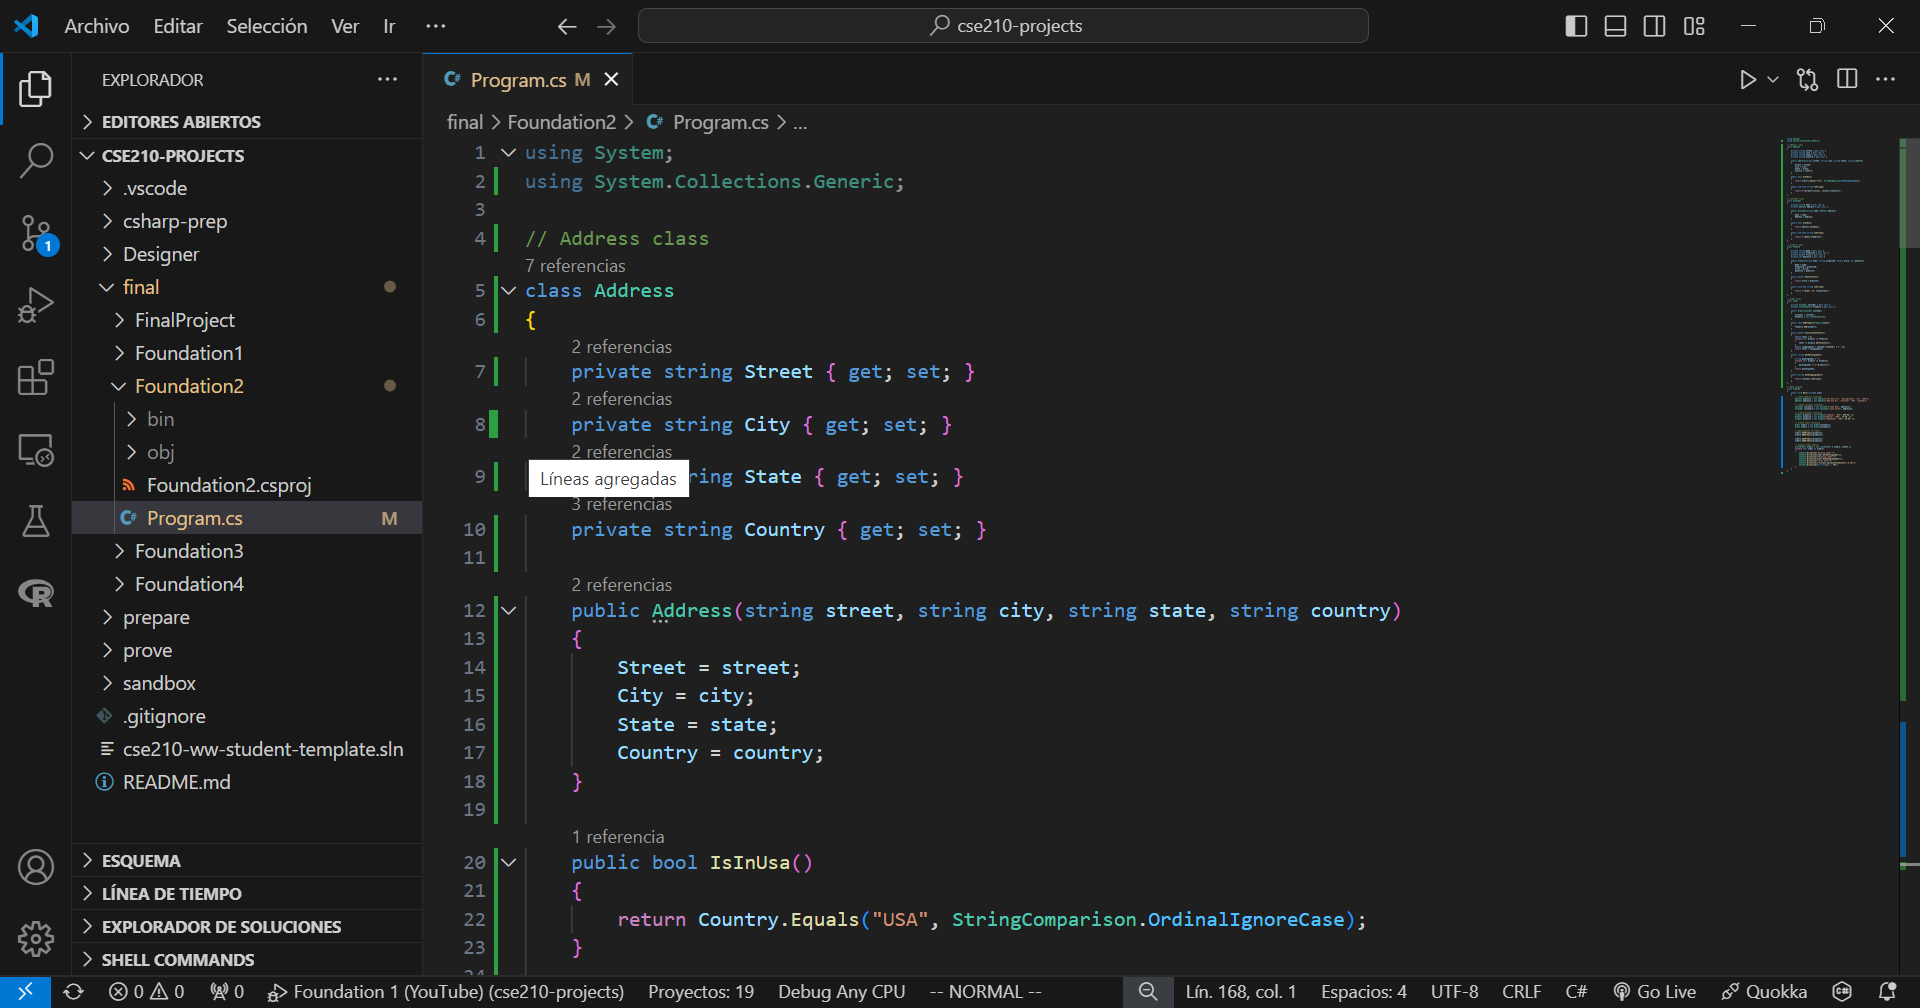 Archivo Editar Selección Ver Ir ··· cse210-projects
EXPLORADOR
EDITORES ABIERTOS
CSE210-PROJECTS
.vscode
csharp-prep
Designer
final
FinalProject
Foundation1
Foundation2
bin
obj
Foundation2.csproj
C# Program.cs M
Foundation3
Foundation4
prepare
prove
sandbox
.gitignore
cse210-ww-student-template.sln
README.md
ESQUEMA
LÍNEA DE TIEMPO
EXPLORADOR DE SOLUCIONES
SHELL COMMANDS
1
C# Program.cs M
final > Foundation2 > C# Program.cs > ...
1 using System;
2 using System.Collections.Generic;
3
4 // Address class
7 referencias
5 class Address
6 {
2 referencias
7 private string Street { get; set; }
2 referencias
8 private string City { get; set; }
2 referencias
9 ring State { get; set; }
Líneas agregadas
3 referencias
10 private string Country { get; set; }
11
2 referencias
12 public Address(string street, string city, string state, string country)
13 {
14 Street = street;
15 City = city;
16 State = state;
17 Country = country;
18 }
19
1 referencia
20 public bool IsInUsa()
21 {
22 return Country.Equals("USA", StringComparison.OrdinalIgnoreCase);
23 }
24
0 0 0 Foundation 1 (YouTube) (cse210-projects) Proyectos: 19 Debug Any CPU -- NORMAL -- Lín. 168, col. 1 Espacios: 4 UTF-8 CRLF C# Go Live Quokka